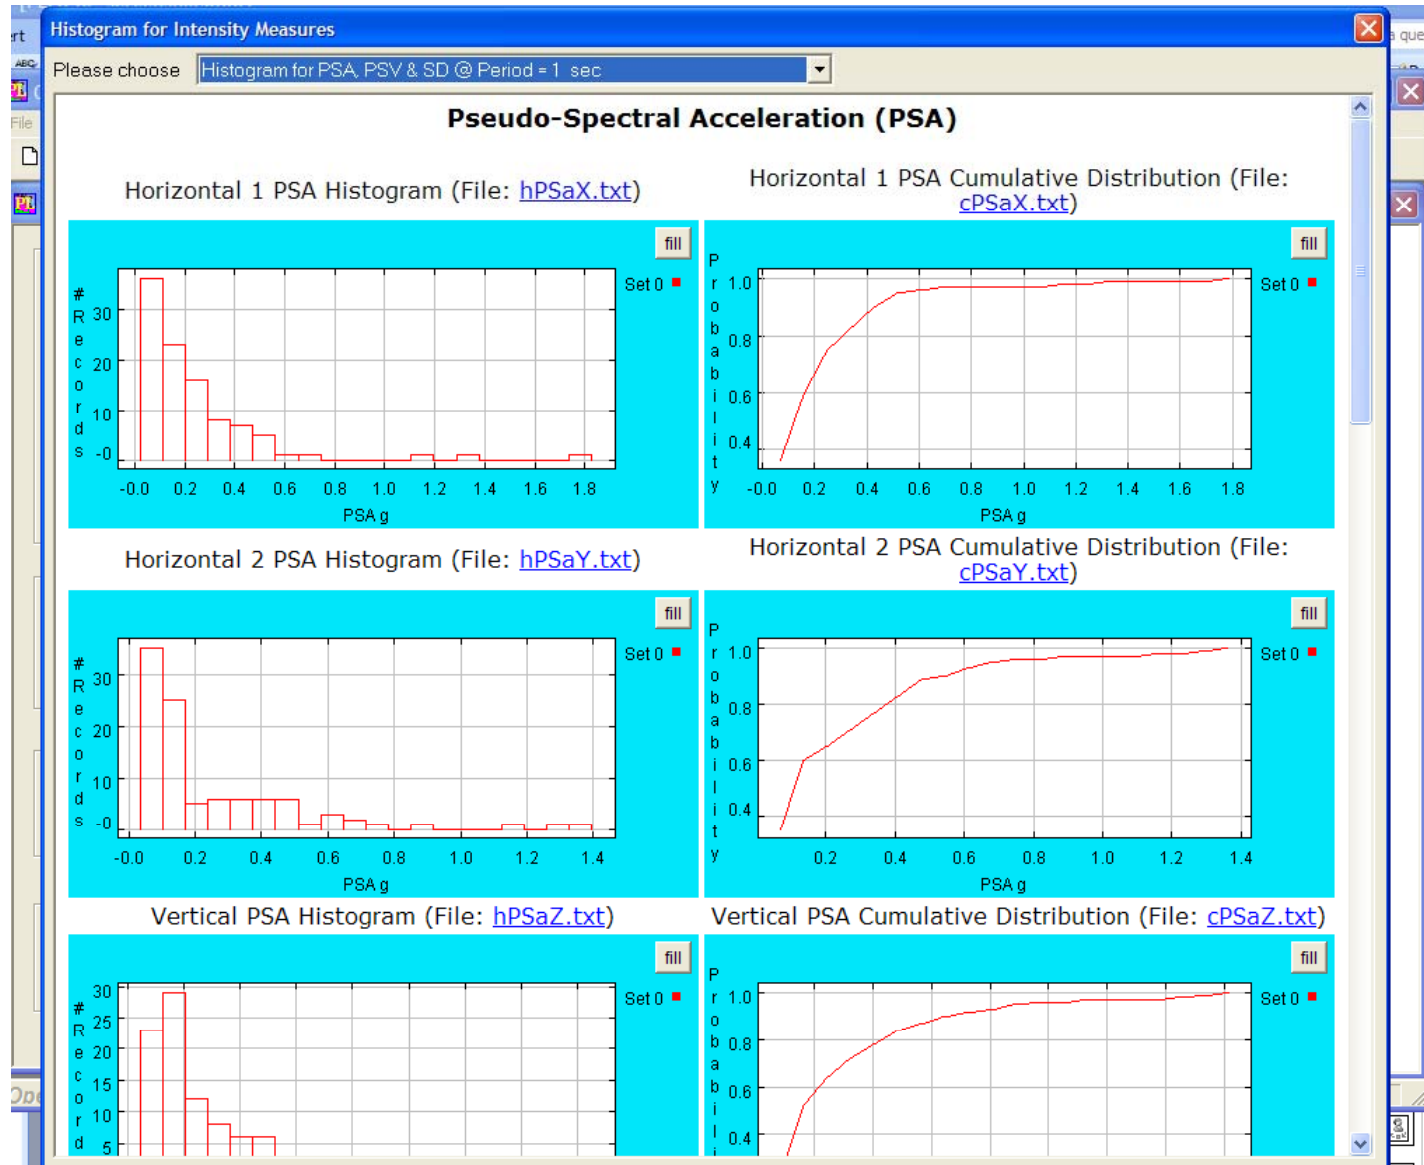 Histogram for Intensity Measures
ert
a que
ABC
Please choose
Histogram for PSA, PSV & SD @ Period = 1 sec
File
Pseudo-Spectral Acceleration (PSA)
Horizontal 1 PSA Histogram (File: hPSaX.txt)
Horizontal 1 PSA Cumulative Distribution (File:
cPSaX.txt)
fill
Set 0
# Records
30
20
10
-0
-0.0 0.2 0.4 0.6 0.8 1.0 1.2 1.4 1.6 1.8
PSA g
fill
Set 0
Probability
1.0
0.8
0.6
0.4
-0.0 0.2 0.4 0.6 0.8 1.0 1.2 1.4 1.6 1.8
PSA g
Horizontal 2 PSA Histogram (File: hPSaY.txt)
Horizontal 2 PSA Cumulative Distribution (File:
cPSaY.txt)
fill
Set 0
# Records
30
20
10
-0
-0.0 0.2 0.4 0.6 0.8 1.0 1.2 1.4
PSA g
fill
Set 0
Probability
1.0
0.8
0.6
0.4
0.2 0.4 0.6 0.8 1.0 1.2 1.4
PSA g
Vertical PSA Histogram (File: hPSaZ.txt)
Vertical PSA Cumulative Distribution (File: cPSaZ.txt)
fill
Set 0
# Record
30
25
20
15
10
5
fill
Set 0
Probabil
1.0
0.8
0.6
0.4
Ope